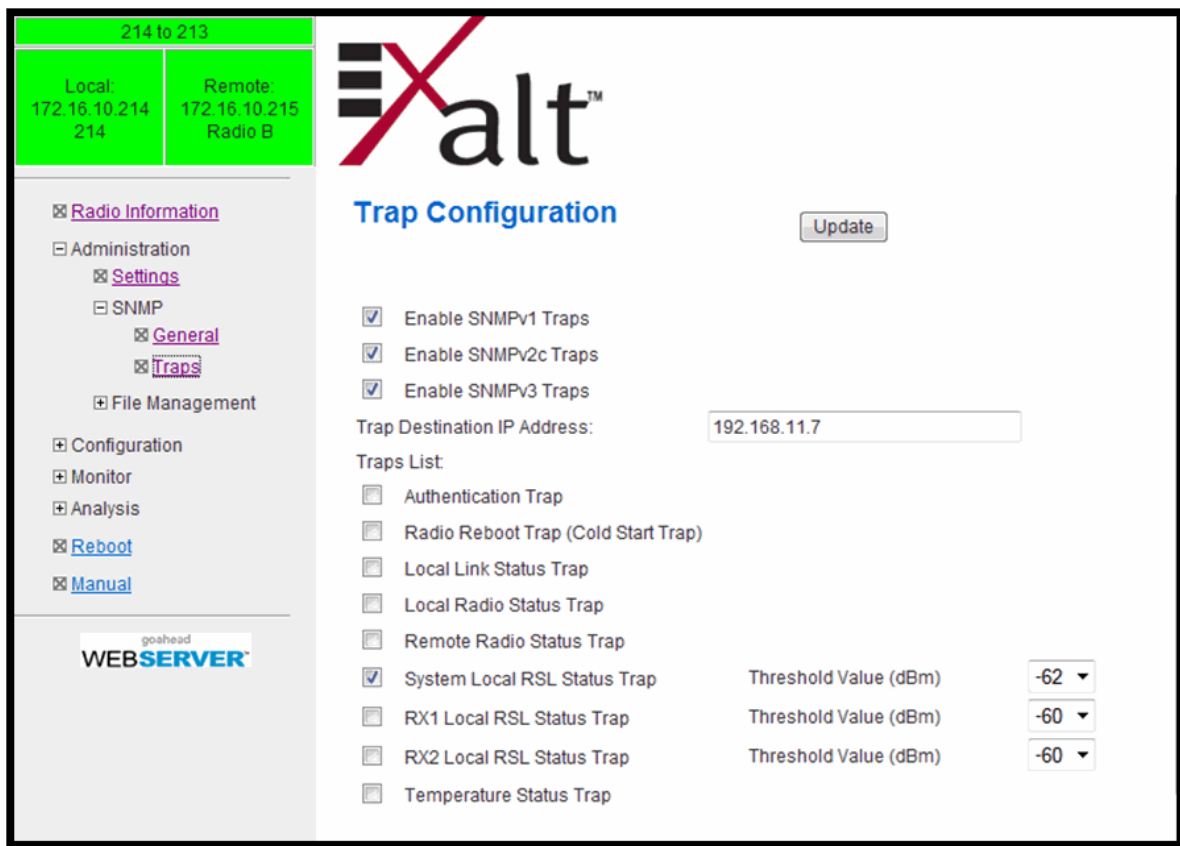 214 to 213
Local:
172.16.10.214
214
Remote:
172.16.10.215
Radio B
Radio Information
Administration
Settings
SNMP
General
Traps
File Management
Configuration
Monitor
Analysis
Reboot
Manual
goahead
WEBSERVER™
EXalt™
Trap Configuration
Update
Enable SNMPv1 Traps
Enable SNMPv2c Traps
Enable SNMPv3 Traps
Trap Destination IP Address: 192.168.11.7
Traps List:
Authentication Trap
Radio Reboot Trap (Cold Start Trap)
Local Link Status Trap
Local Radio Status Trap
Remote Radio Status Trap
System Local RSL Status Trap Threshold Value (dBm) -62
RX1 Local RSL Status Trap Threshold Value (dBm) -60
RX2 Local RSL Status Trap Threshold Value (dBm) -60
Temperature Status Trap